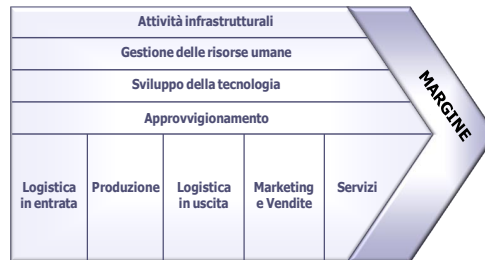 Attività infrastrutturali
Gestione delle risorse umane
Sviluppo della tecnologia
Approvvigionamento
MARGINE
Logistica
in entrata
Produzione
Logistica
in uscita
Marketing
e Vendite
Servizi